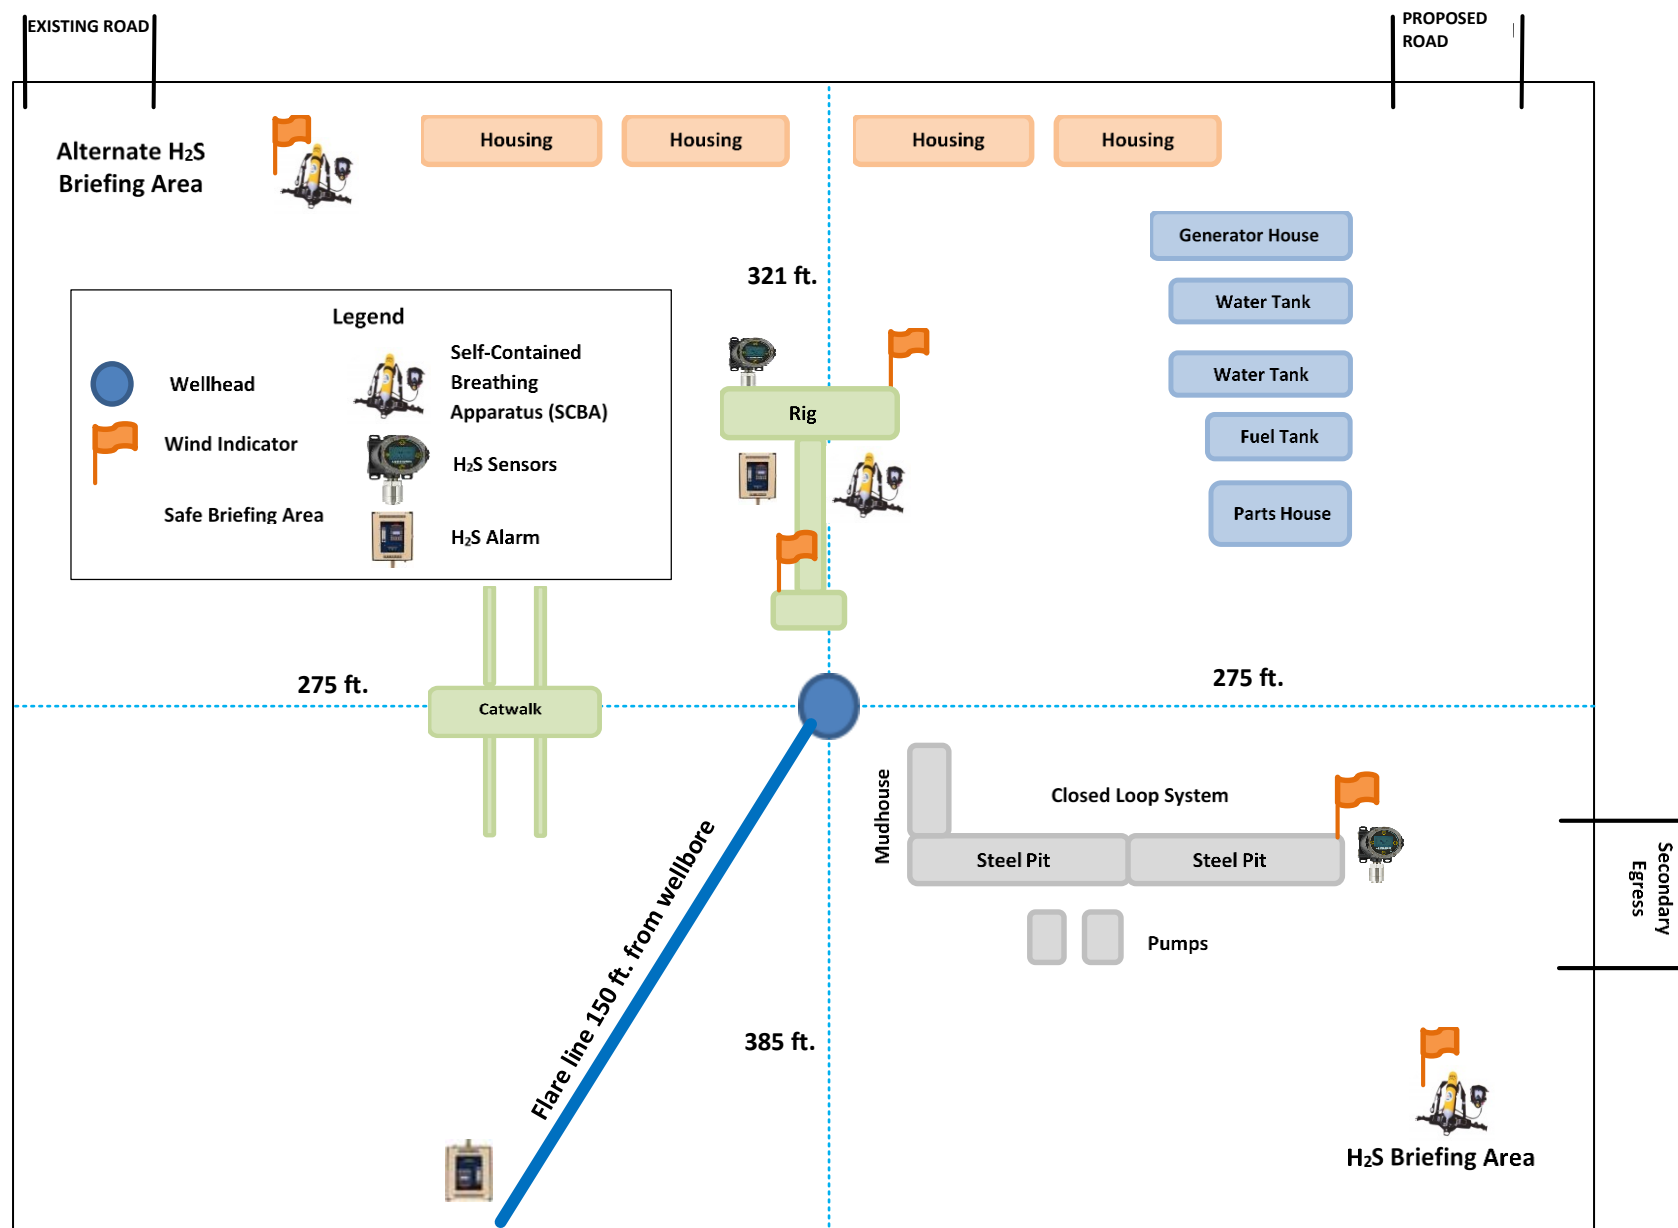 EXISTING ROAD
PROPOSED
ROAD
Alternate H₂S
Briefing Area
Housing
Housing
Housing
Housing
Generator House
321 ft.
Water Tank
Legend
Self-Contained
Breathing
Apparatus (SCBA)
Wellhead
Water Tank
Rig
Wind Indicator
Fuel Tank
H₂S Sensors
Safe Briefing Area
Parts House
H₂S Alarm
275 ft.
275 ft.
Catwalk
Mudhouse
Closed Loop System
Steel Pit
Steel Pit
Secondary
Egress
Pumps
Flare line 150 ft. from wellbore
385 ft.
H₂S Briefing Area